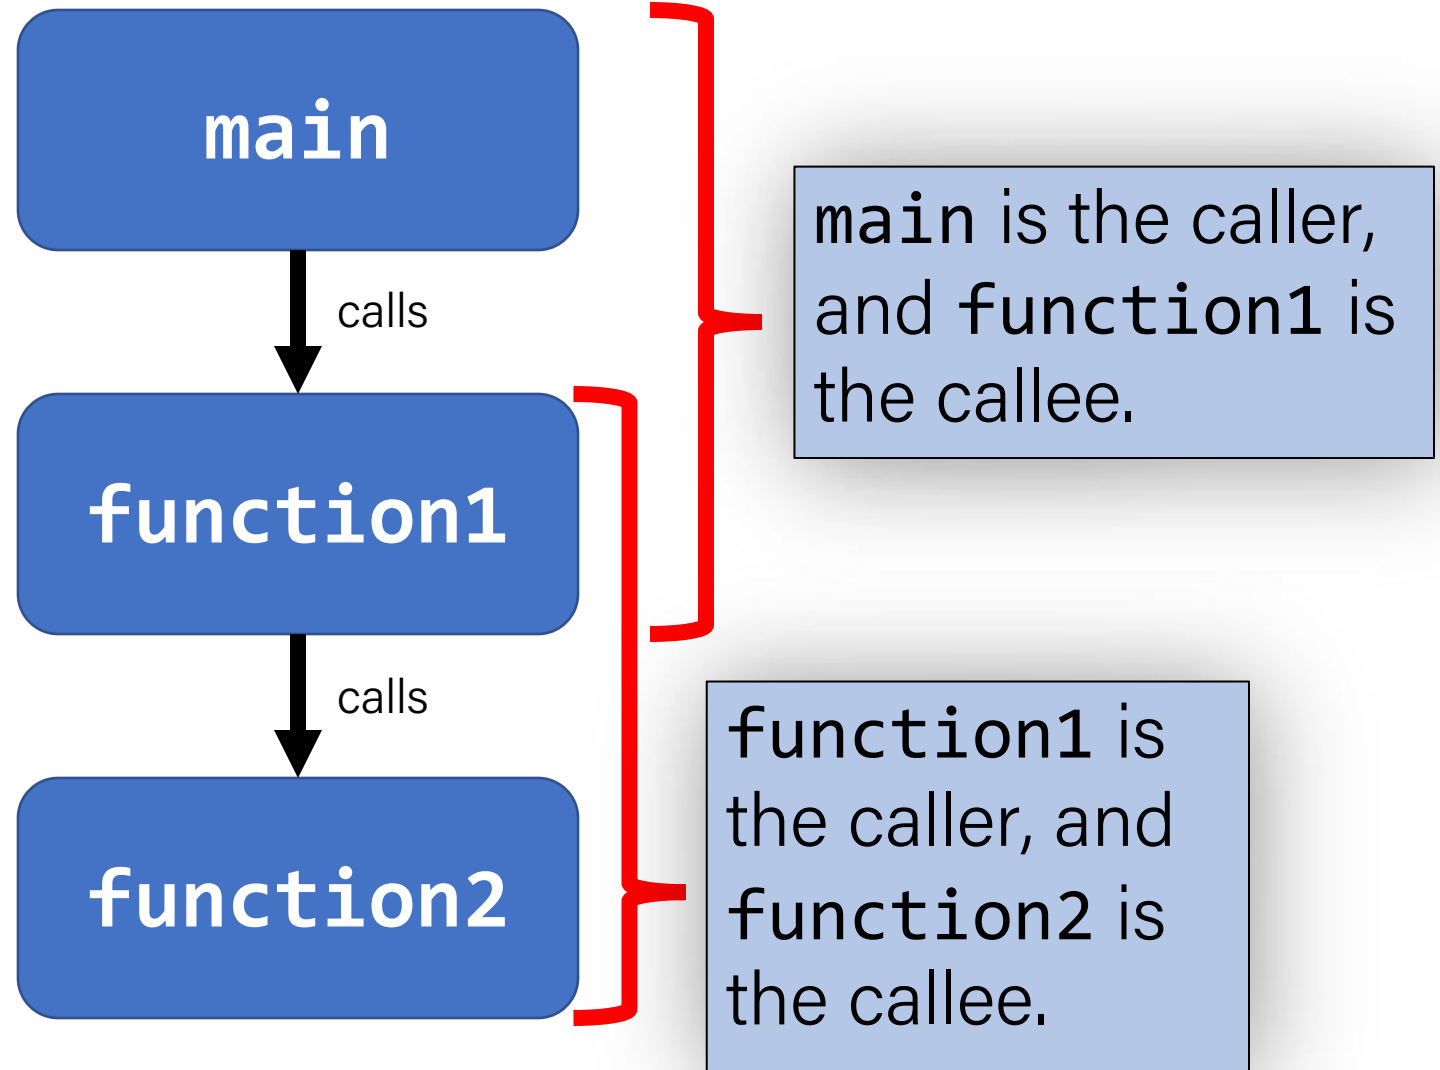 main
calls
function1
calls
function2
main is the caller,
and function1 is
the callee.
function1 is
the caller, and
function2 is
the callee.